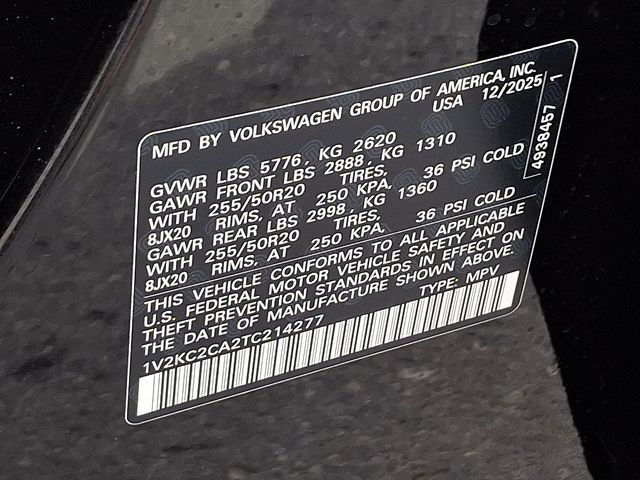 MFD BY VOLKSWAGEN GROUP OF AMERICA, INC.
USA 12/2025
GVWR LBS 5776 , KG 2620
GAWR FRONT LBS 2888 , KG 1310
WITH 255/50R20 TIRES,
8JX20 RIMS, AT 250 KPA, 36 PSI COLD
GAWR REAR LBS 2998 , KG 1360
WITH 255/50R20 TIRES,
8JX20 RIMS, AT 250 KPA, 36 PSI COLD
THIS VEHICLE CONFORMS TO ALL APPLICABLE
U.S. FEDERAL MOTOR VEHICLE SAFETY AND
THEFT PREVENTION STANDARDS IN EFFECT ON
THE DATE OF MANUFACTURE SHOWN ABOVE.
1V2KC2CA2TC214277 TYPE: MPV
4938457 1